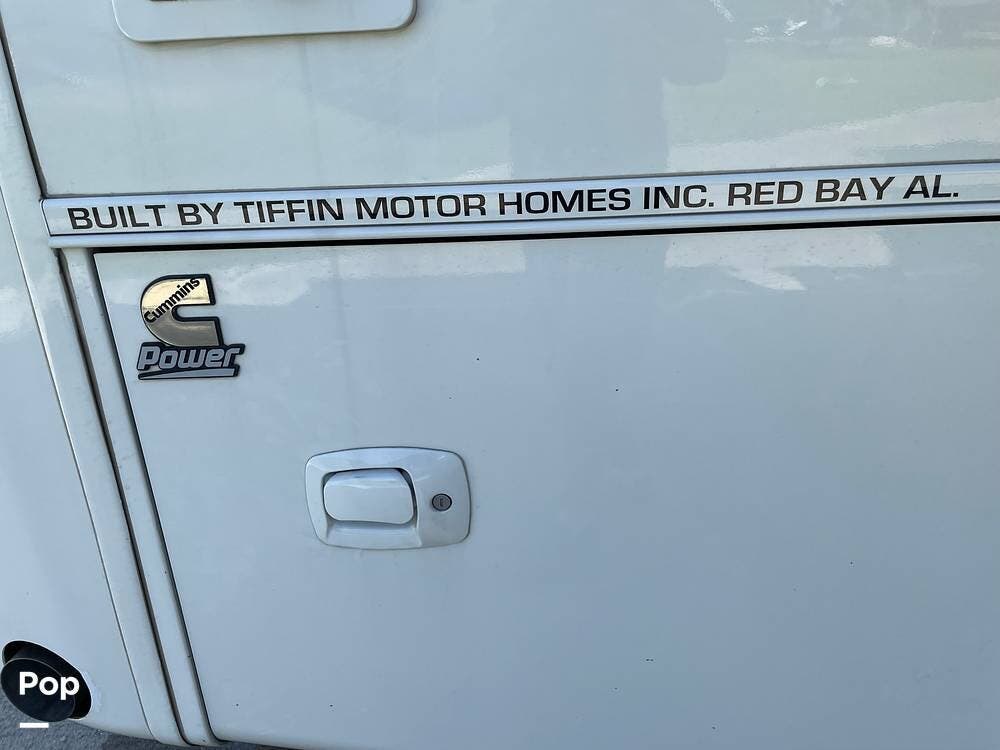 BUILT BY TIFFIN MOTOR HOMES INC. RED BAY AL.
Cummins
Power
Pop